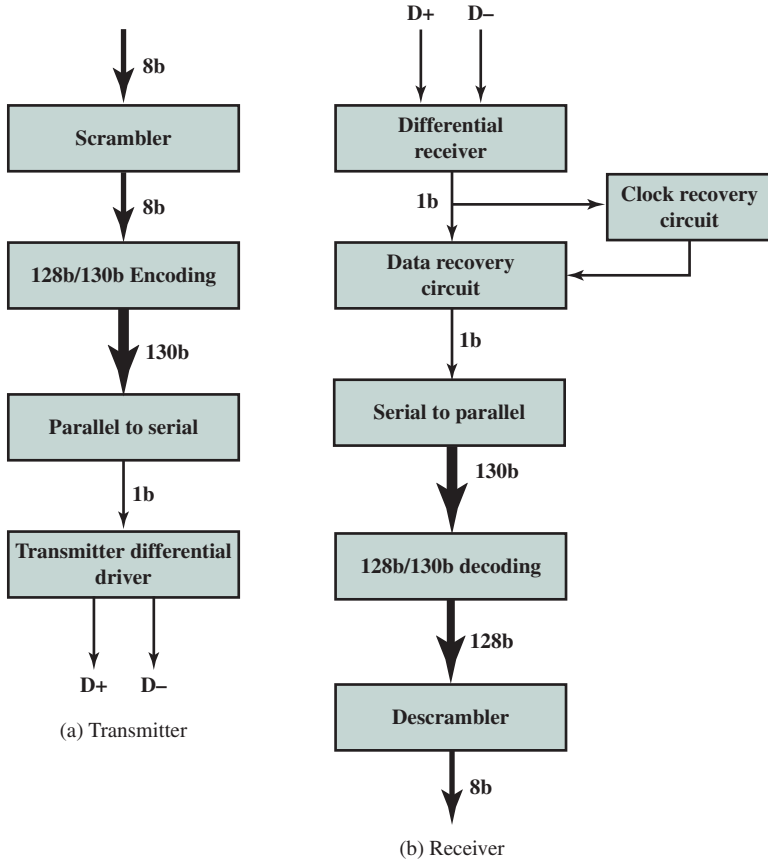 8b
Scrambler
8b
128b/130b Encoding
130b
Parallel to serial
1b
Transmitter differential
driver
D+ D−
(a) Transmitter
D+ D−
Differential
receiver
1b
Clock recovery
circuit
Data recovery
circuit
1b
Serial to parallel
130b
128b/130b decoding
128b
Descrambler
8b
(b) Receiver